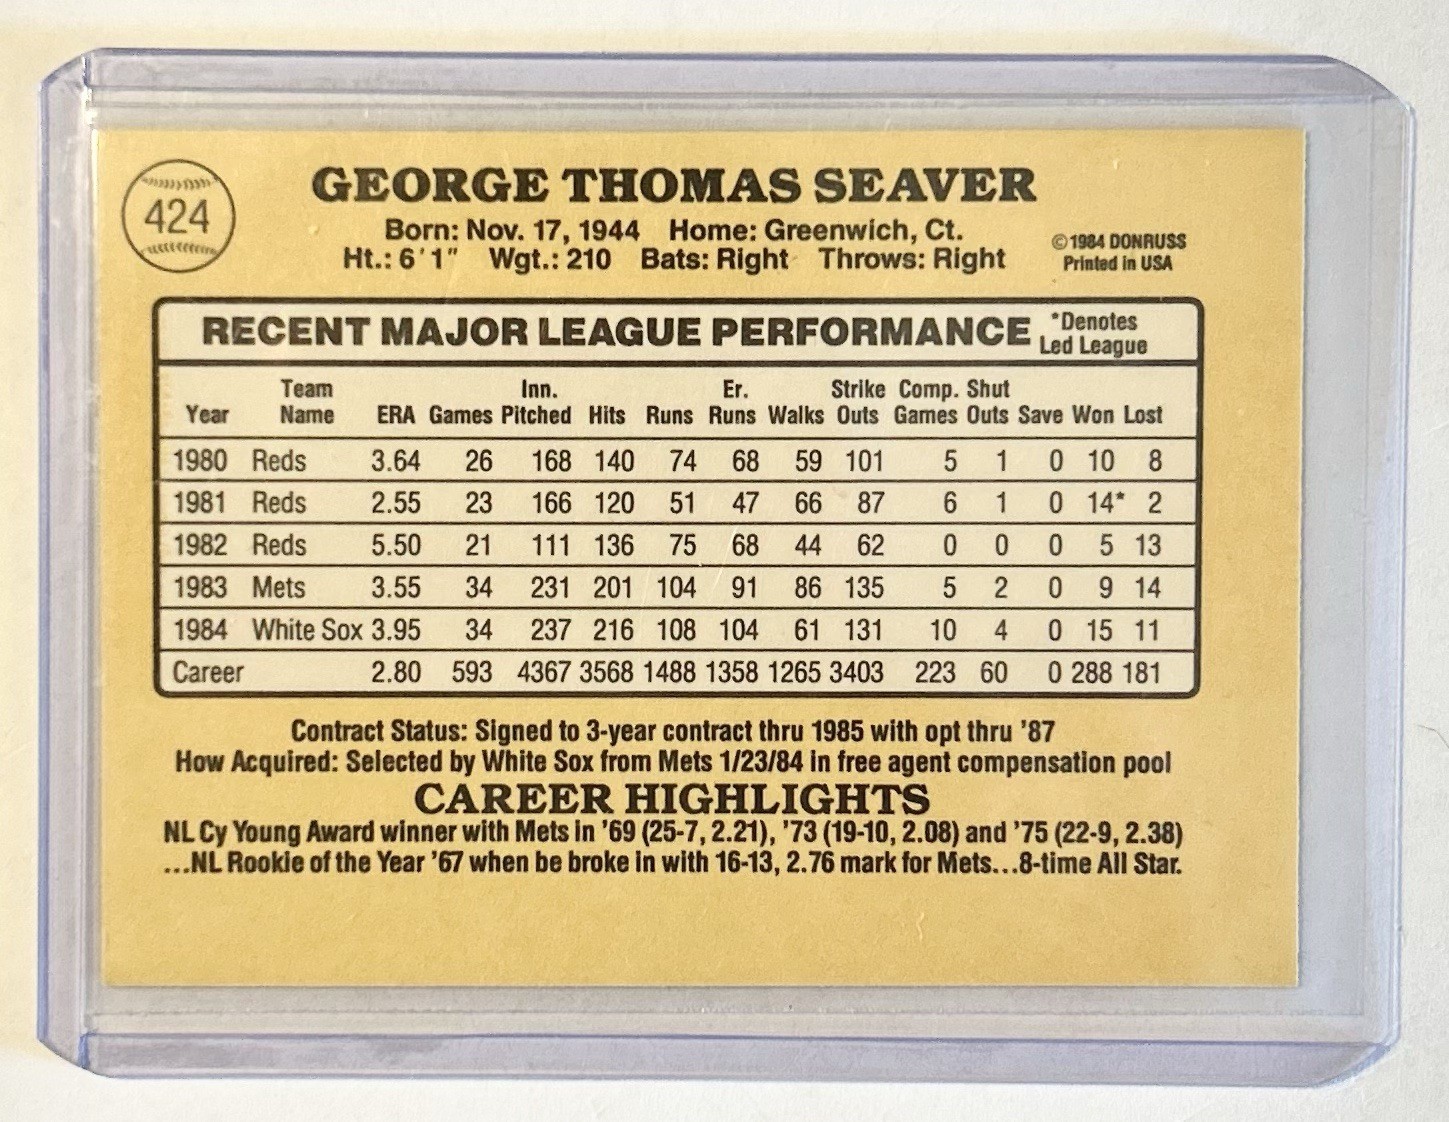 424
GEORGE THOMAS SEAVER
Born: Nov. 17, 1944 Home: Greenwich, Ct.
Ht.: 6'1" Wgt.: 210 Bats: Right Throws: Right
©1984 DONRUSS
Printed in USA
RECENT MAJOR LEAGUE PERFORMANCE *Denotes Led League
Year Team Name ERA Games Inn. Pitched Hits Runs Er. Runs Walks Strike Outs Comp. Games Shut Outs Save Won Lost
1980 Reds 3.64 26 168 140 74 68 59 101 5 1 0 10 8
1981 Reds 2.55 23 166 120 51 47 66 87 6 1 0 14* 2
1982 Reds 5.50 21 111 136 75 68 44 62 0 0 0 5 13
1983 Mets 3.55 34 231 201 104 91 86 135 5 2 0 9 14
1984 White Sox 3.95 34 237 216 108 104 61 131 10 4 0 15 11
Career 2.80 593 4367 3568 1488 1358 1265 3403 223 60 0 288 181
Contract Status: Signed to 3-year contract thru 1985 with opt thru '87
How Acquired: Selected by White Sox from Mets 1/23/84 in free agent compensation pool
CAREER HIGHLIGHTS
NL Cy Young Award winner with Mets in '69 (25-7, 2.21), '73 (19-10, 2.08) and '75 (22-9, 2.38)
...NL Rookie of the Year '67 when be broke in with 16-13, 2.76 mark for Mets...8-time All Star.